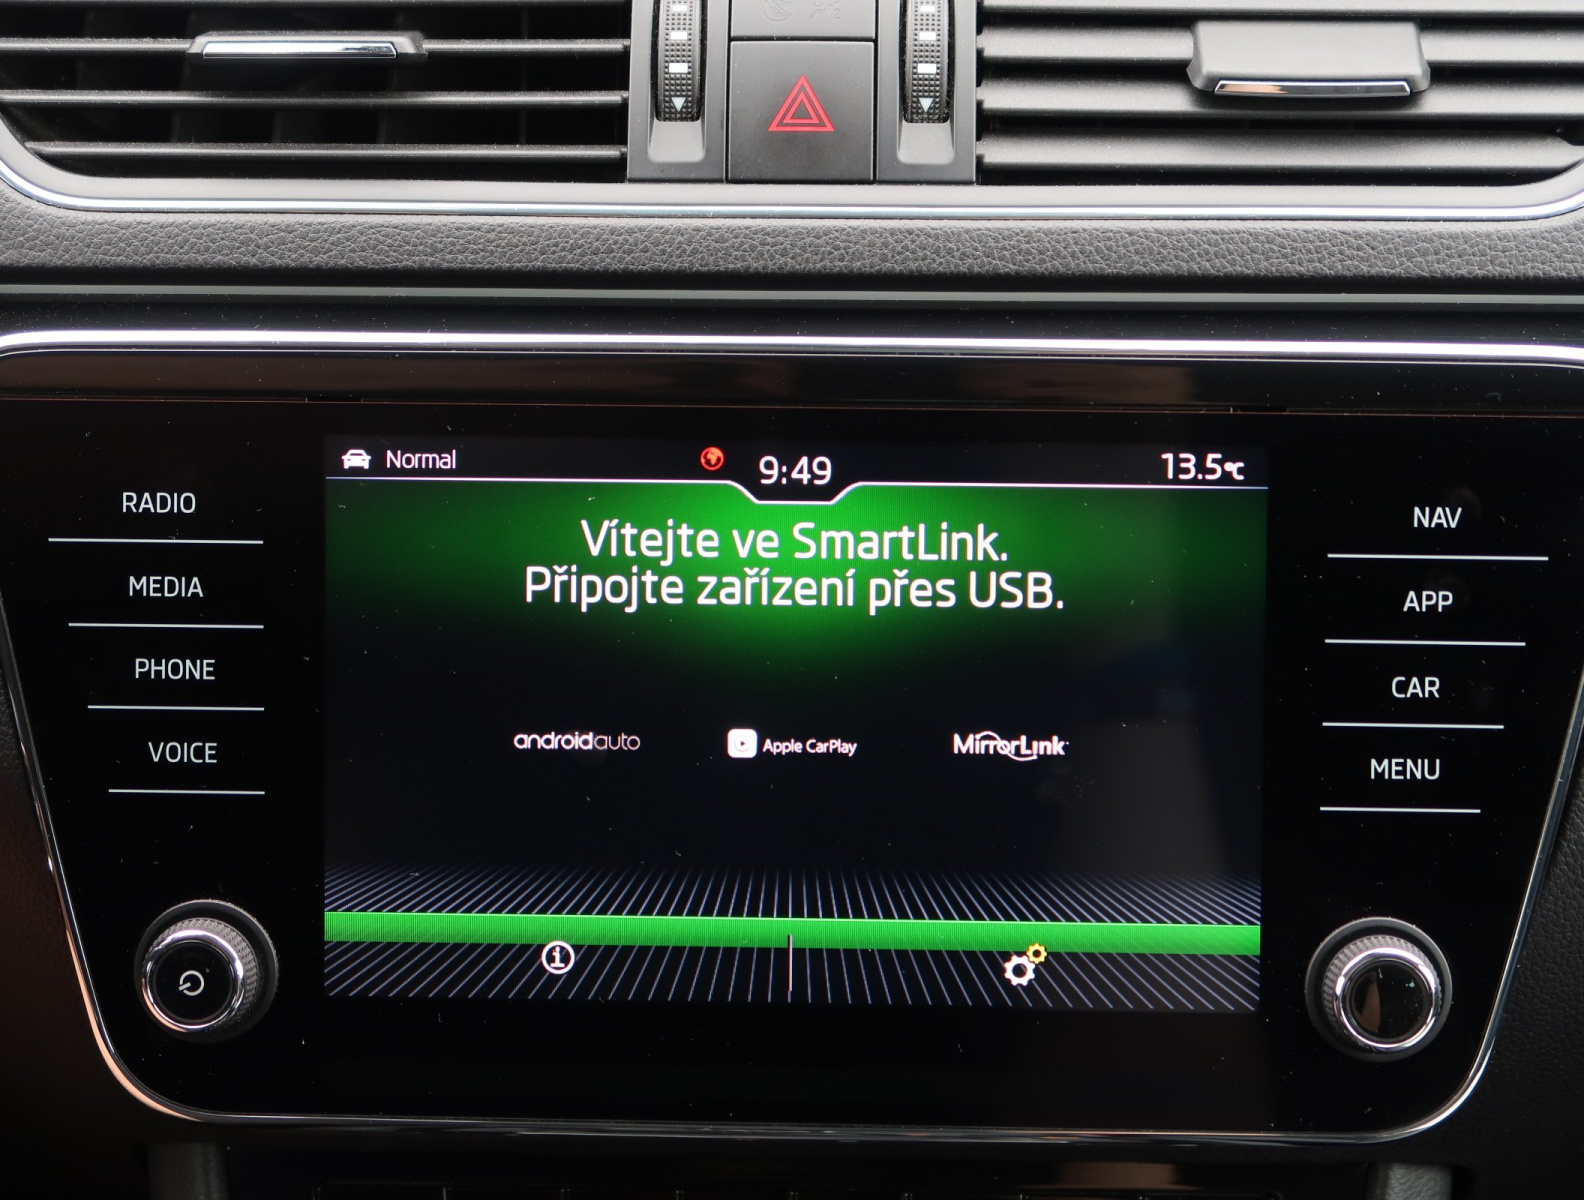 Normal
9:49
13.5°C
Vítejte ve SmartLink.
Připojte zařízení přes USB.
androidauto
Apple CarPlay
MirrorLink
RADIO
MEDIA
PHONE
VOICE
NAV
APP
CAR
MENU